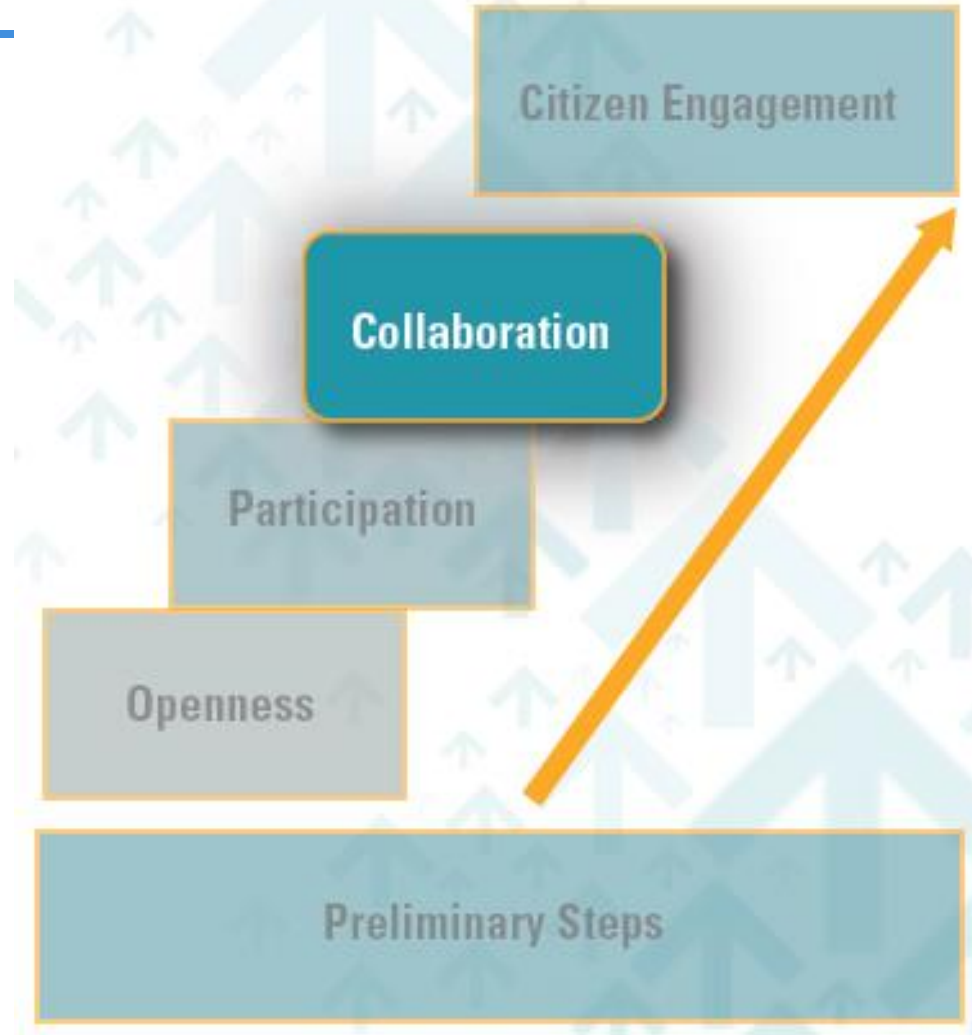 Citizen Engagement
Collaboration
Participation
Openness
Preliminary Steps